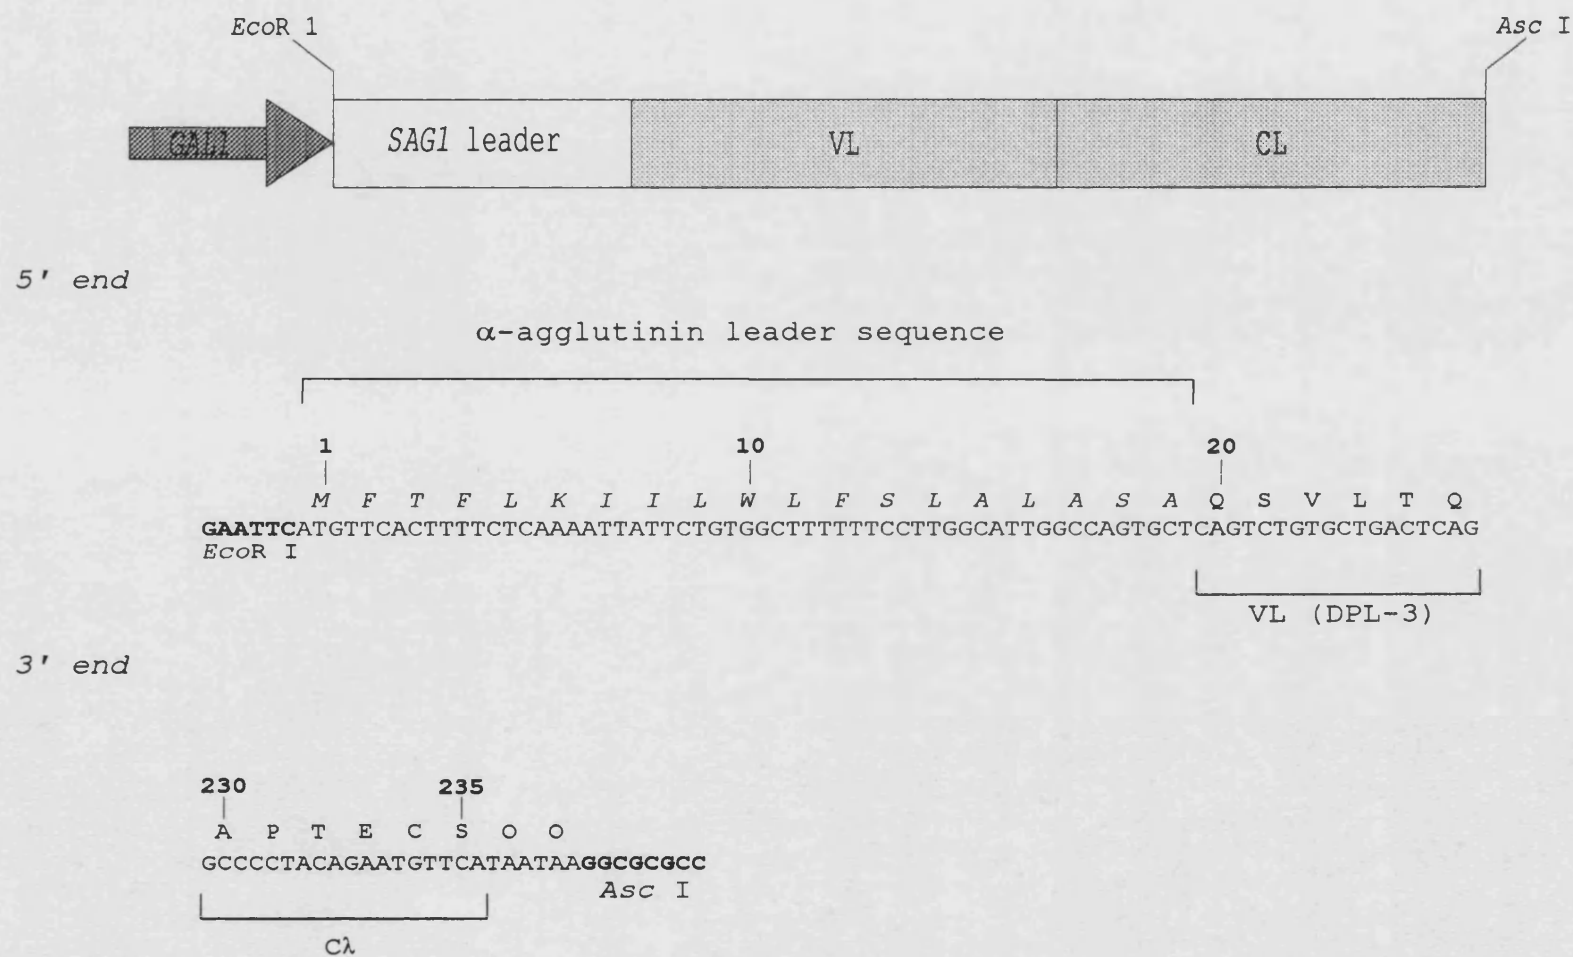 EcoR 1
Asc I
GAL1
SAG1 leader
VL
CL
5' end
α-agglutinin leader sequence
1 10 20
M F T F L K I I L W L F S L A L A S A Q S V L T Q
GAATTCATGTTCACTTTTCTCAAAATTATTCTGTGGCTTTTTTCCTTGGCATTGGCCAGTGCTCAGTCTGTGCTGACTCAG
EcoR I
VL (DPL-3)
3' end
230 235
A P T E C S O O
GCCCCTACAGAATGTTCATAATAAGGCGCGCC
Asc I
Cλ